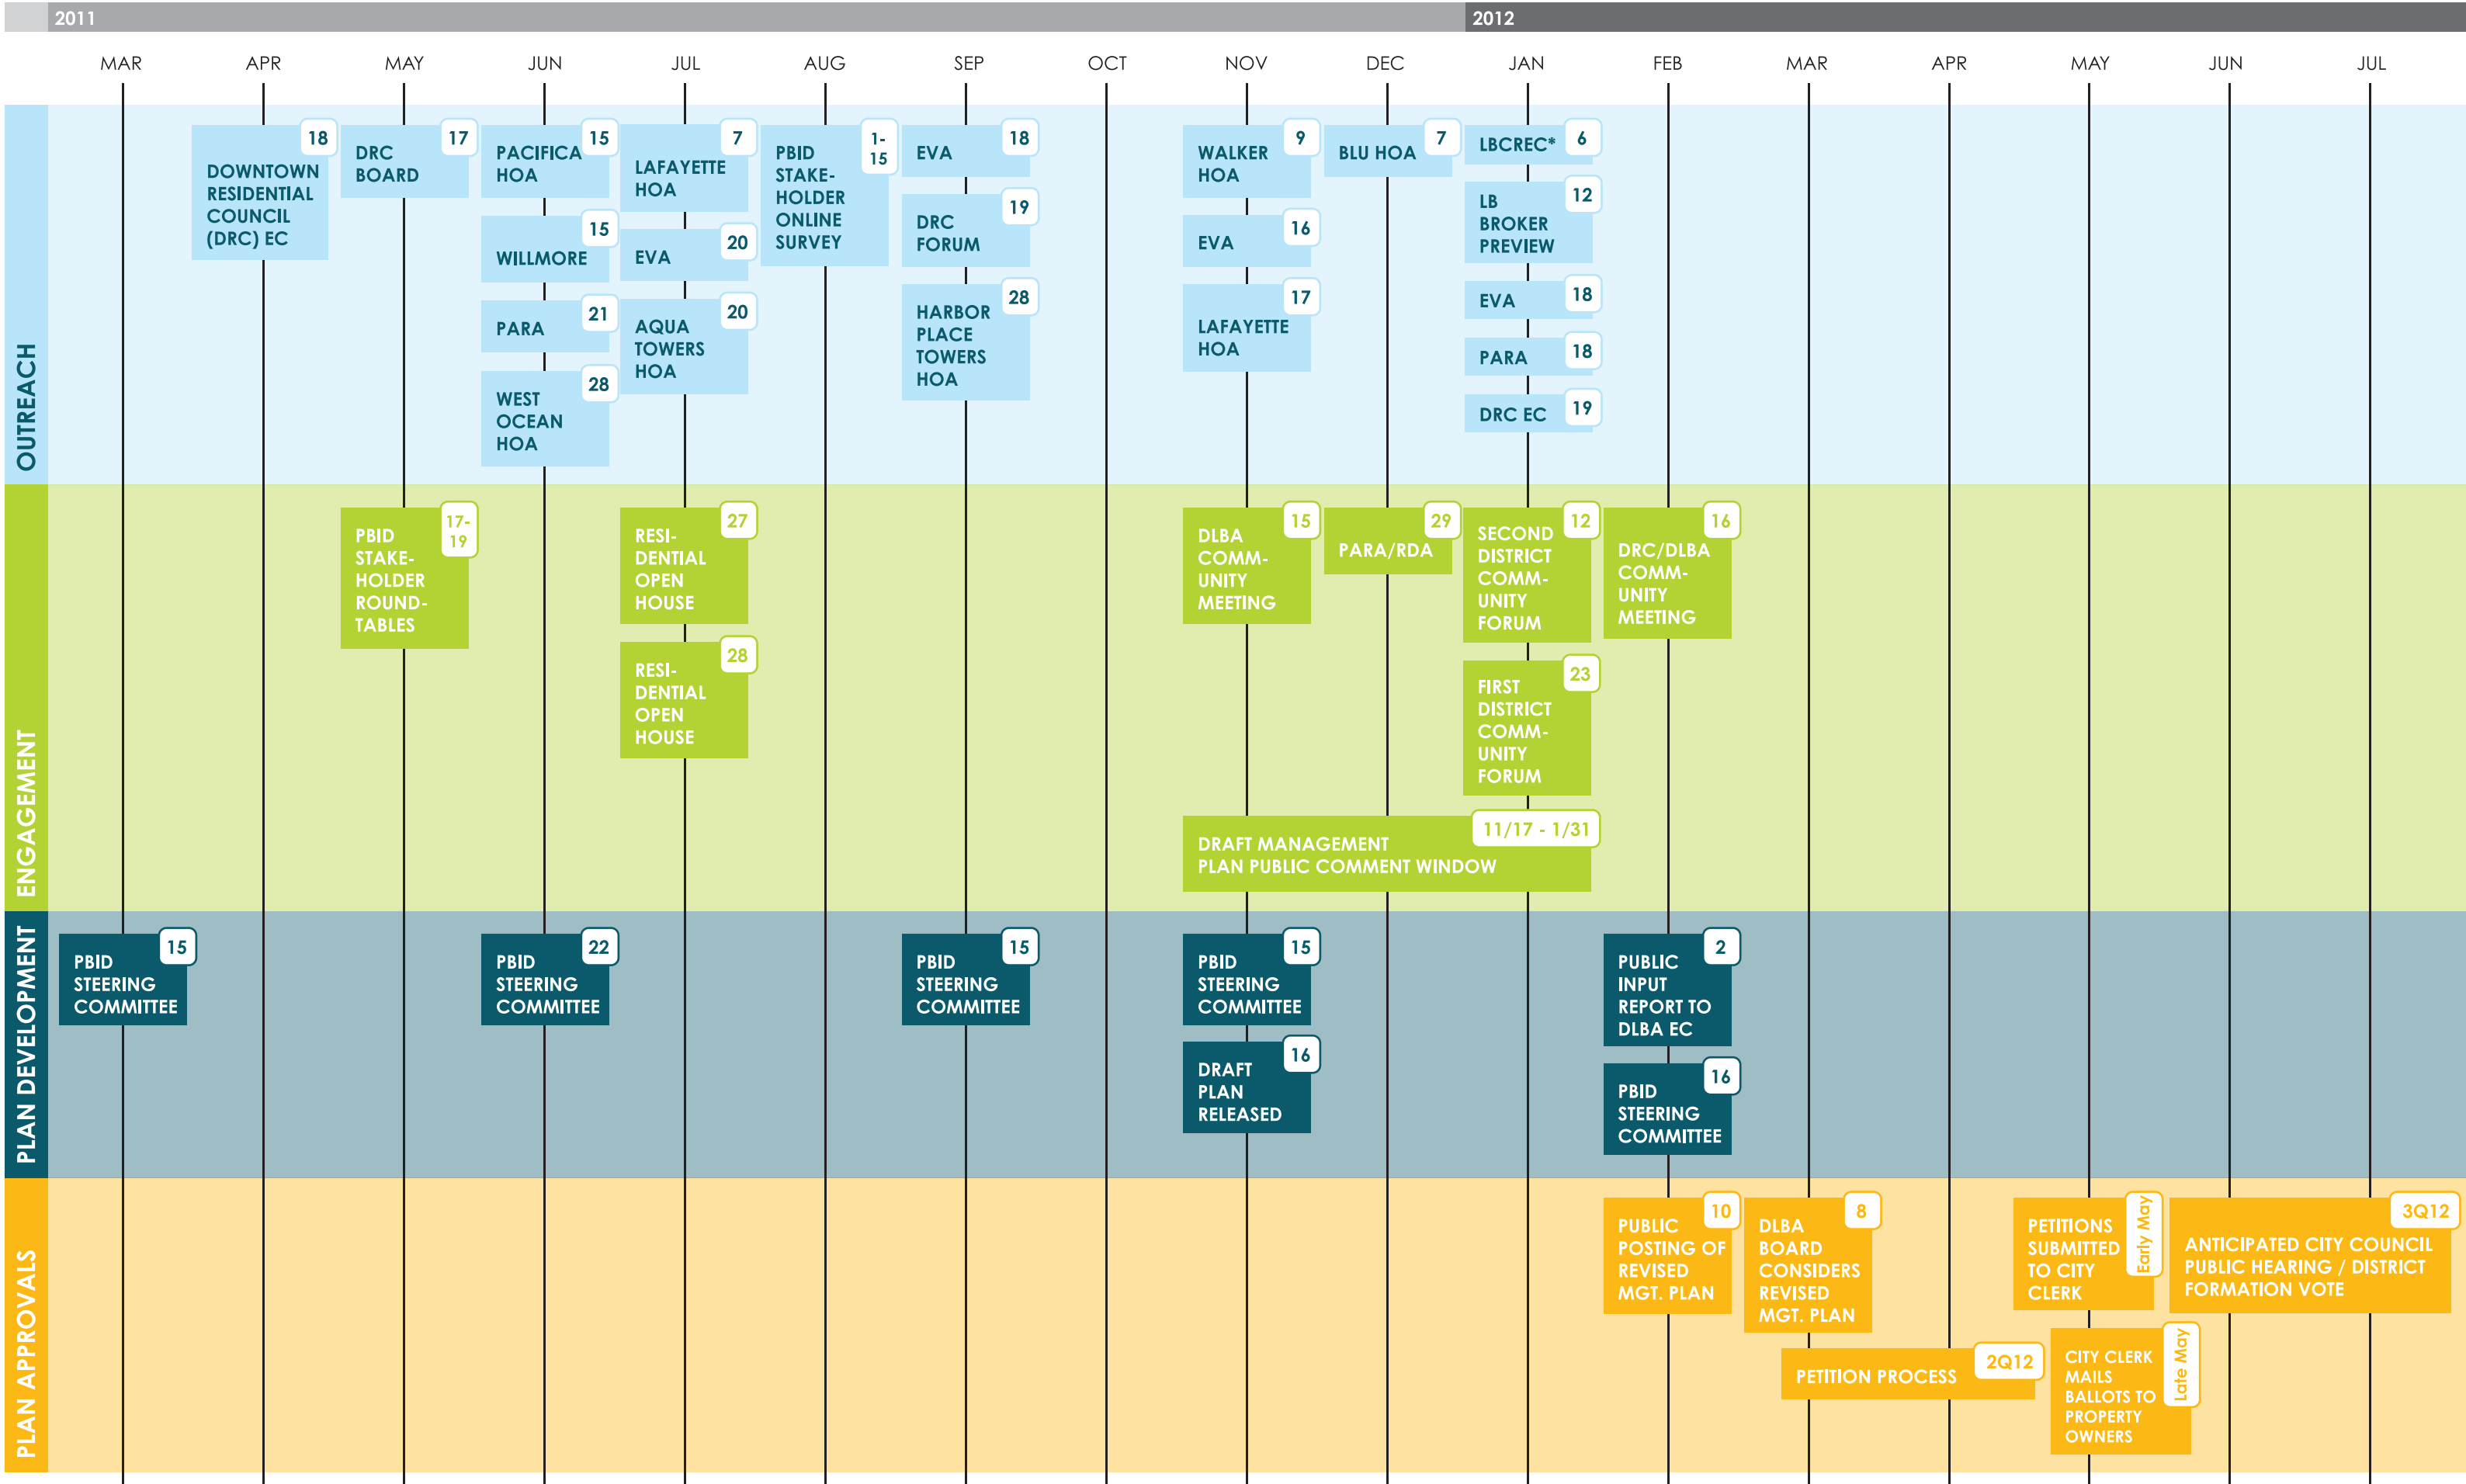 2011
2012
MAR
APR
MAY
JUN
JUL
AUG
SEP
OCT
NOV
DEC
JAN
FEB
MAR
APR
MAY
JUN
JUL
OUTREACH
18
DOWNTOWN
RESIDENTIAL
COUNCIL
(DRC) EC
17
DRC
BOARD
15
PACIFICA
HOA
15
WILLMORE
21
PARA
28
WEST
OCEAN
HOA
7
LAFAYETTE
HOA
20
EVA
20
AQUA
TOWERS
HOA
1-
15
PBID
STAKE-
HOLDER
ONLINE
SURVEY
18
EVA
19
DRC
FORUM
28
HARBOR
PLACE
TOWERS
HOA
9
WALKER
HOA
16
EVA
17
LAFAYETTE
HOA
7
BLU HOA
6
LBCREC*
12
LB
BROKER
PREVIEW
18
EVA
18
PARA
19
DRC EC
ENGAGEMENT
17-
19
PBID
STAKE-
HOLDER
ROUND-
TABLES
27
RESI-
DENTIAL
OPEN
HOUSE
28
RESI-
DENTIAL
OPEN
HOUSE
15
DLBA
COMM-
UNITY
MEETING
29
PARA/RDA
12
SECOND
DISTRICT
COMM-
UNITY
FORUM
23
FIRST
DISTRICT
COMM-
UNITY
FORUM
16
DRC/DLBA
COMM-
UNITY
MEETING
11/17 - 1/31
DRAFT MANAGEMENT
PLAN PUBLIC COMMENT WINDOW
PLAN DEVELOPMENT
15
PBID
STEERING
COMMITTEE
22
PBID
STEERING
COMMITTEE
15
PBID
STEERING
COMMITTEE
15
PBID
STEERING
COMMITTEE
16
DRAFT
PLAN
RELEASED
2
PUBLIC
INPUT
REPORT TO
DLBA EC
16
PBID
STEERING
COMMITTEE
PLAN APPROVALS
10
PUBLIC
POSTING OF
REVISED
MGT. PLAN
8
DLBA
BOARD
CONSIDERS
REVISED
MGT. PLAN
2Q12
PETITION PROCESS
Early May
PETITIONS
SUBMITTED
TO CITY
CLERK
Late May
CITY CLERK
MAILS
BALLOTS TO
PROPERTY
OWNERS
3Q12
ANTICIPATED CITY COUNCIL
PUBLIC HEARING / DISTRICT
FORMATION VOTE